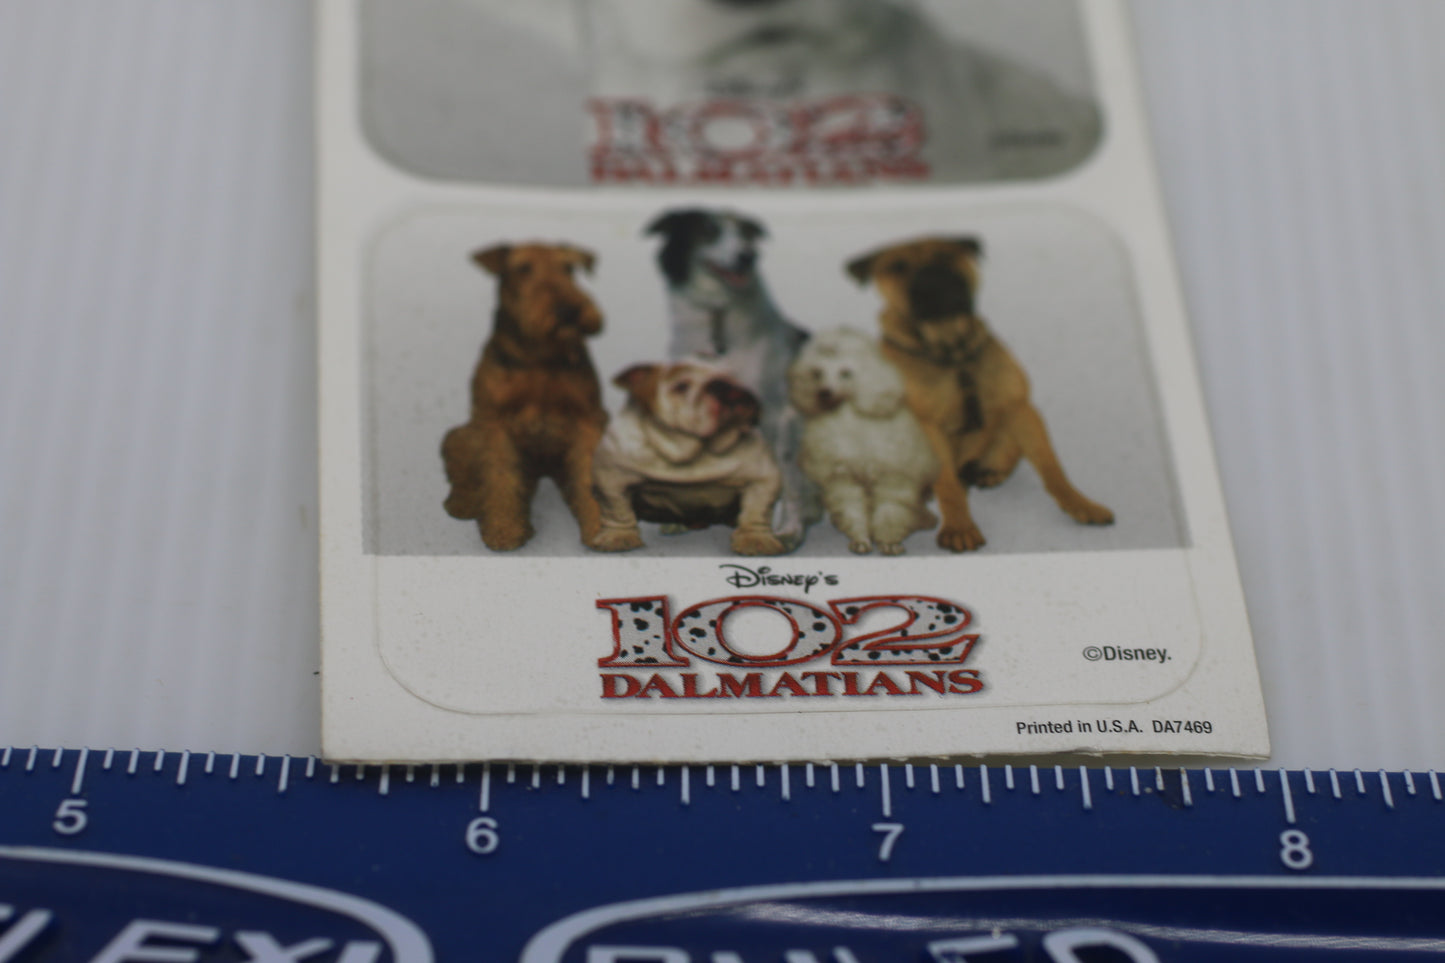 102
DALMATIANS
Disney's
102
DALMATIANS
©Disney.
Printed in U.S.A. DA7469
5 6 7 8